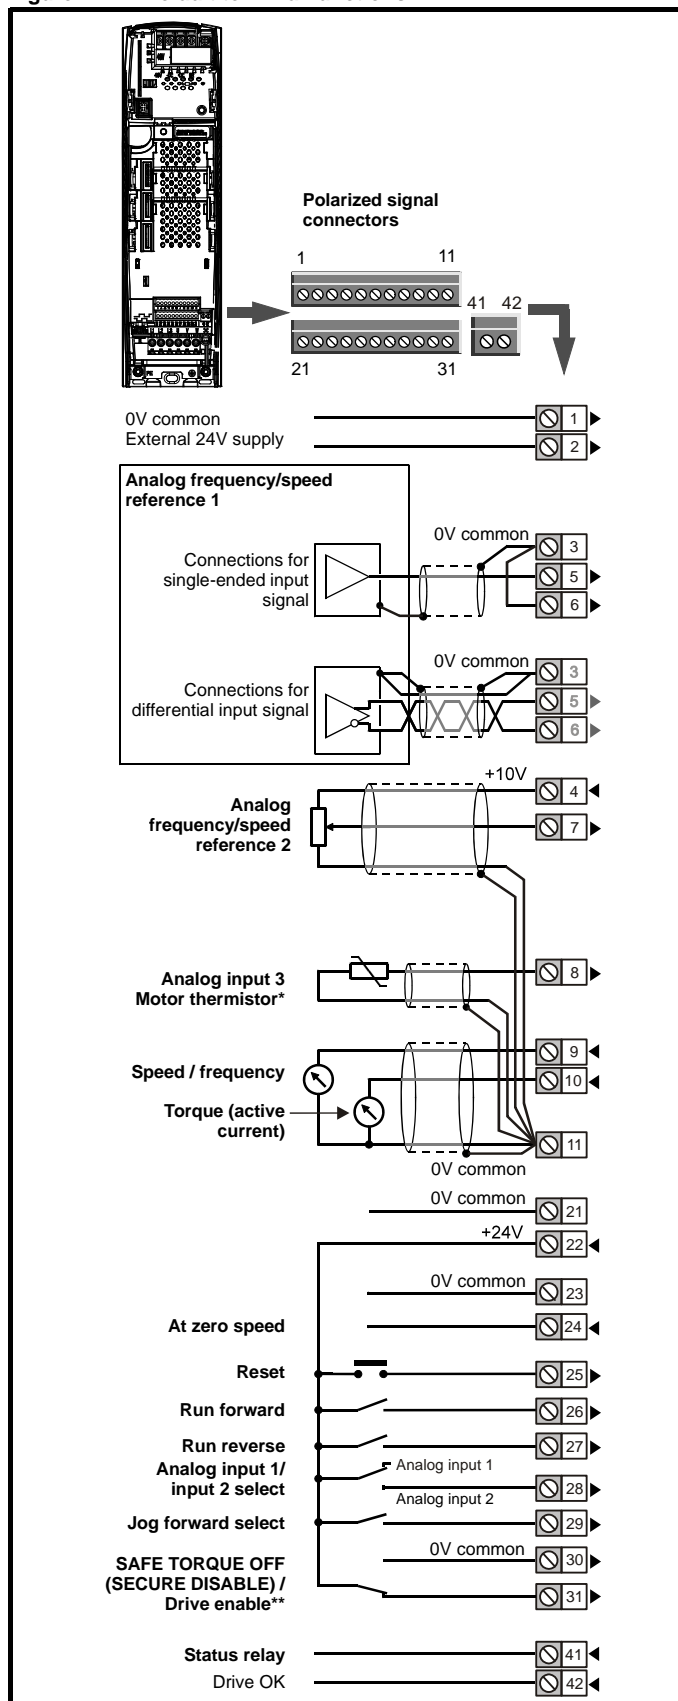 Polarized signal
connectors
1 11
41 42
21 31
0V common 1
External 24V supply 2
Analog frequency/speed
reference 1
0V common 3
Connections for
single-ended input
signal
5
6
0V common 3
Connections for
differential input signal
5
6
+10V 4
Analog
frequency/speed
reference 2
7
8
Analog input 3
Motor thermistor*
9
Speed / frequency
10
Torque (active
current)
11
0V common
0V common 21
+24V 22
0V common 23
At zero speed 24
Reset 25
Run forward 26
Run reverse 27
Analog input 1/
input 2 select
Analog input 1
28
Analog input 2
Jog forward select 29
0V common 30
SAFE TORQUE OFF
(SECURE DISABLE) /
Drive enable** 31
Status relay 41
Drive OK 42